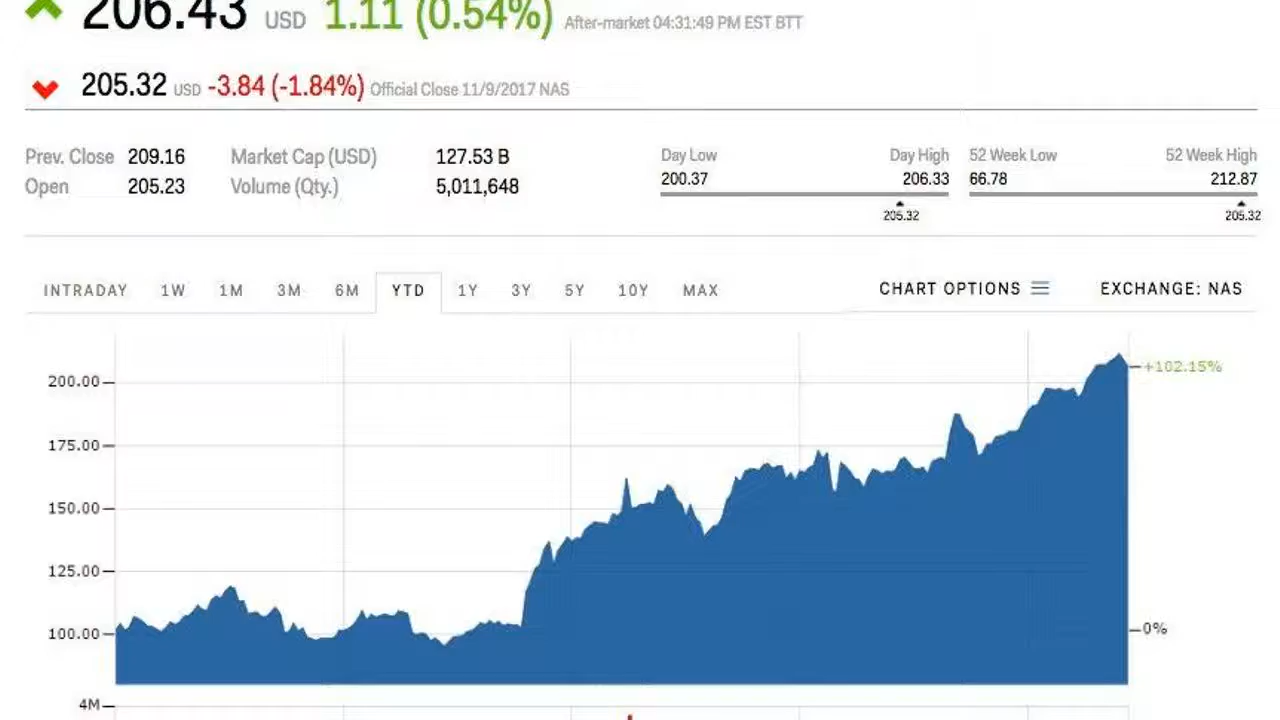 206.43 USD 1.11 (0.54%) After-market 04:31:49 PM EST BTT
205.32 USD -3.84 (-1.84%) Official Close 11/9/2017 NAS
Prev. Close 209.16 Market Cap (USD) 127.53 B
Open 205.23 Volume (Qty.) 5,011,648
Day Low Day High 52 Week Low 52 Week High
200.37 206.33 66.78 212.87
205.32 205.32
INTRADAY 1W 1M 3M 6M YTD 1Y 3Y 5Y 10Y MAX CHART OPTIONS EXCHANGE: NAS
+102.15%
200.00
175.00
150.00
125.00
100.00
0%
4M